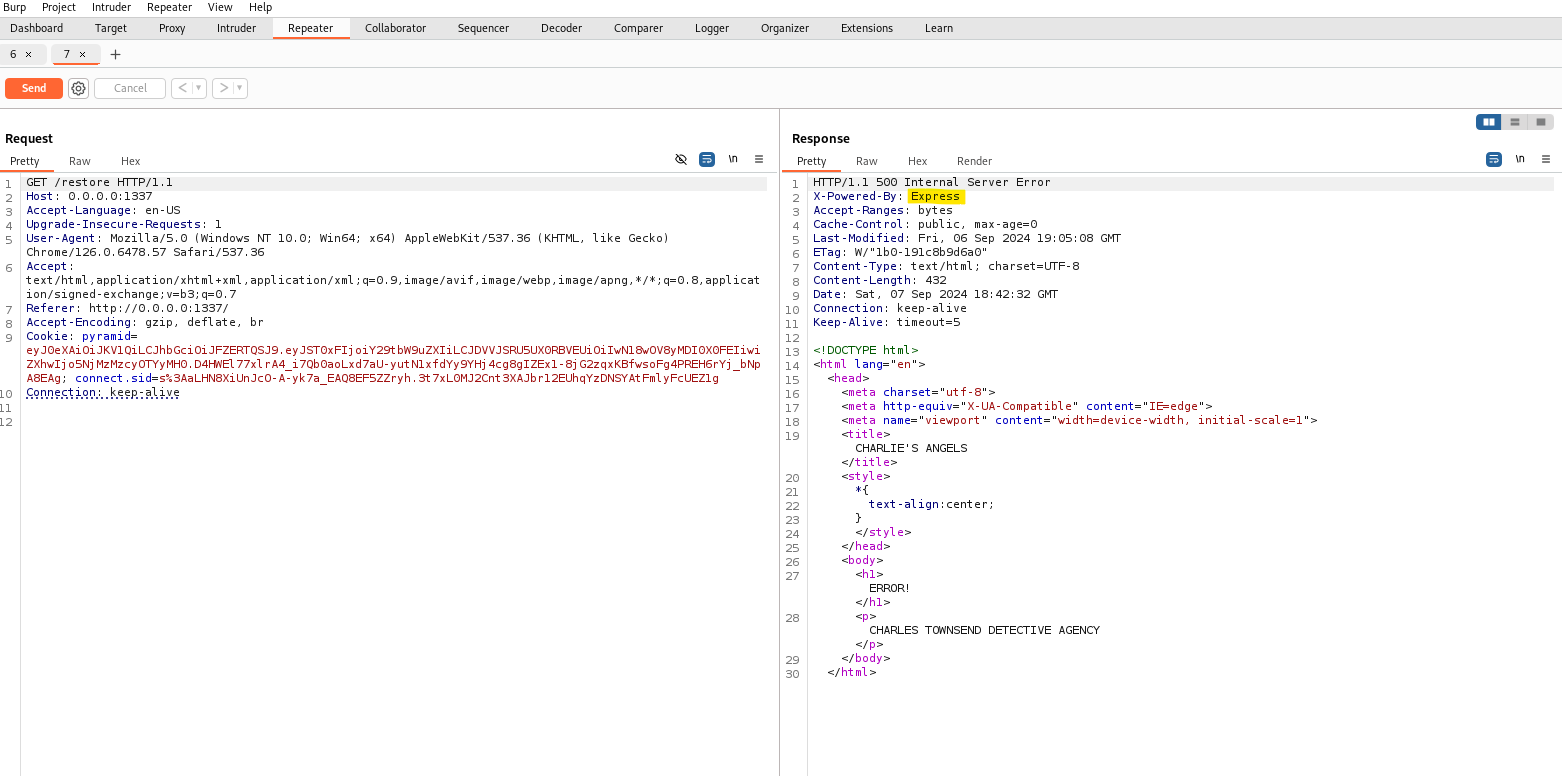 Burp Project Intruder Repeater View Help
Dashboard Target Proxy Intruder Repeater Collaborator Sequencer Decoder Comparer Logger Organizer Extensions Learn
6 × 7 × +
Send Cancel < >
Request
Pretty Raw Hex \n
1 GET /restore HTTP/1.1
2 Host: 0.0.0.0:1337
3 Accept-Language: en-US
4 Upgrade-Insecure-Requests: 1
5 User-Agent: Mozilla/5.0 (Windows NT 10.0; Win64; x64) AppleWebKit/537.36 (KHTML, like Gecko)
Chrome/126.0.6478.57 Safari/537.36
6 Accept:
text/html,application/xhtml+xml,application/xml;q=0.9,image/avif,image/webp,image/apng,*/*;q=0.8,applicat
ion/signed-exchange;v=b3;q=0.7
7 Referer: http://0.0.0.0:1337/
8 Accept-Encoding: gzip, deflate, br
9 Cookie: pyramid=
eyJ0eXAiOiJKV1QiLCJhbGciOiJFZERTQSJ9.eyJST0xFIjoiY29tbW9uZXIiLCJDVVJSRU5UX0RBVEUiOiIwN18wOV8yMDI0X0FEIiwi
ZXhwIjo5NjMzMzcyOTYyMH0.D4HWEl77xlrA4_i7Qb0aoLxd7aU-yutN1xfdYy9YHj4cg8gIZEx1-8jG2zqxKBfwsoFg4PREH6rYj_bNp
A8EAg; connect.sid=s%3AaLHN8XiUnJcO-A-yk7a_EAQ8EF5ZZryh.3t7xL0MJ2Cnt3XAJbr12EUhqYzDNSYAtFmlyFcUEZ1g
10 Connection: keep-alive
11
12
Response
Pretty Raw Hex Render \n
1 HTTP/1.1 500 Internal Server Error
2 X-Powered-By: Express
3 Accept-Ranges: bytes
4 Cache-Control: public, max-age=0
5 Last-Modified: Fri, 06 Sep 2024 19:05:08 GMT
6 ETag: W/"1b0-191c8b9d6a0"
7 Content-Type: text/html; charset=UTF-8
8 Content-Length: 432
9 Date: Sat, 07 Sep 2024 18:42:32 GMT
10 Connection: keep-alive
11 Keep-Alive: timeout=5
12
13 <!DOCTYPE html>
14 <html lang="en">
15 <head>
16 <meta charset="utf-8">
17 <meta http-equiv="X-UA-Compatible" content="IE=edge">
18 <meta name="viewport" content="width=device-width, initial-scale=1">
19 <title>
CHARLIE'S ANGELS
</title>
20 <style>
21 *{
22 text-align:center;
23 }
24 </style>
25 </head>
26 <body>
27 <h1>
ERROR!
</h1>
28 <p>
CHARLES TOWNSEND DETECTIVE AGENCY
</p>
29 </body>
30 </html>